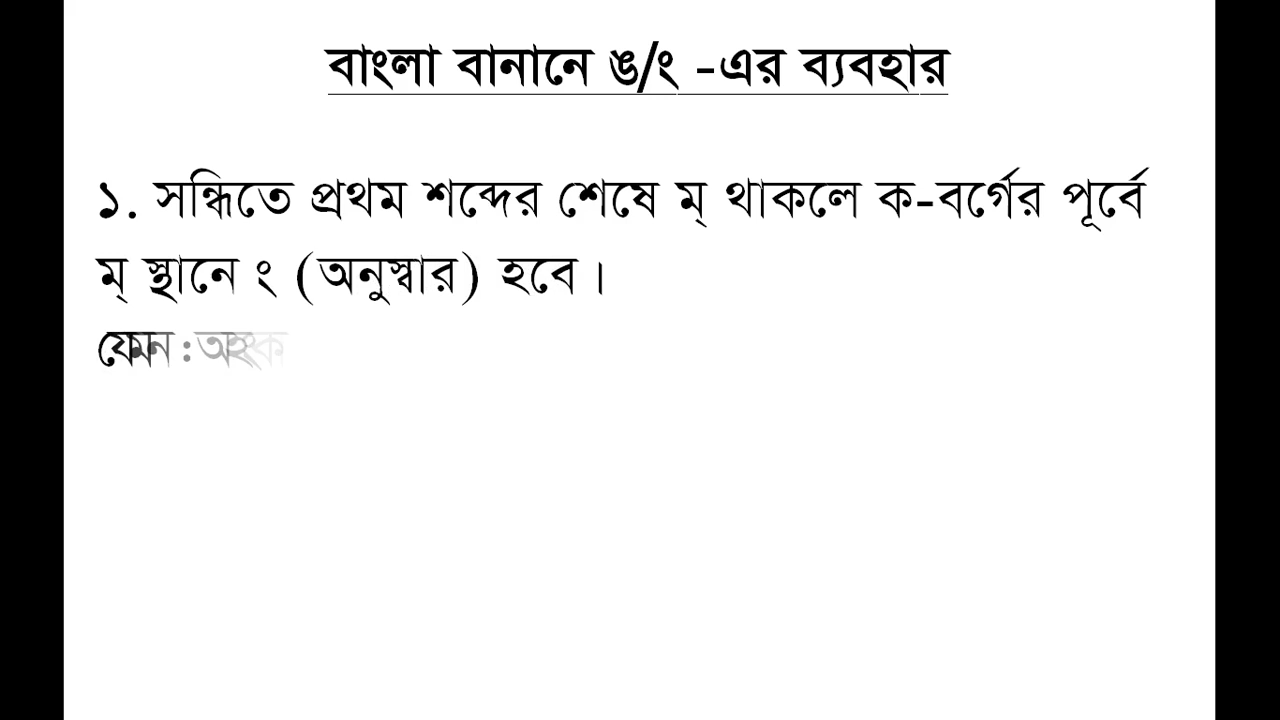 বাংলা বানানে ঙ/ং -এর ব্যবহার
১. সন্ধিতে প্রথম শব্দের শেষে ম্ থাকলে ক-বর্গের পূর্বে
ম্ স্থানে ং (অনুস্বার) হবে।
যেমন :